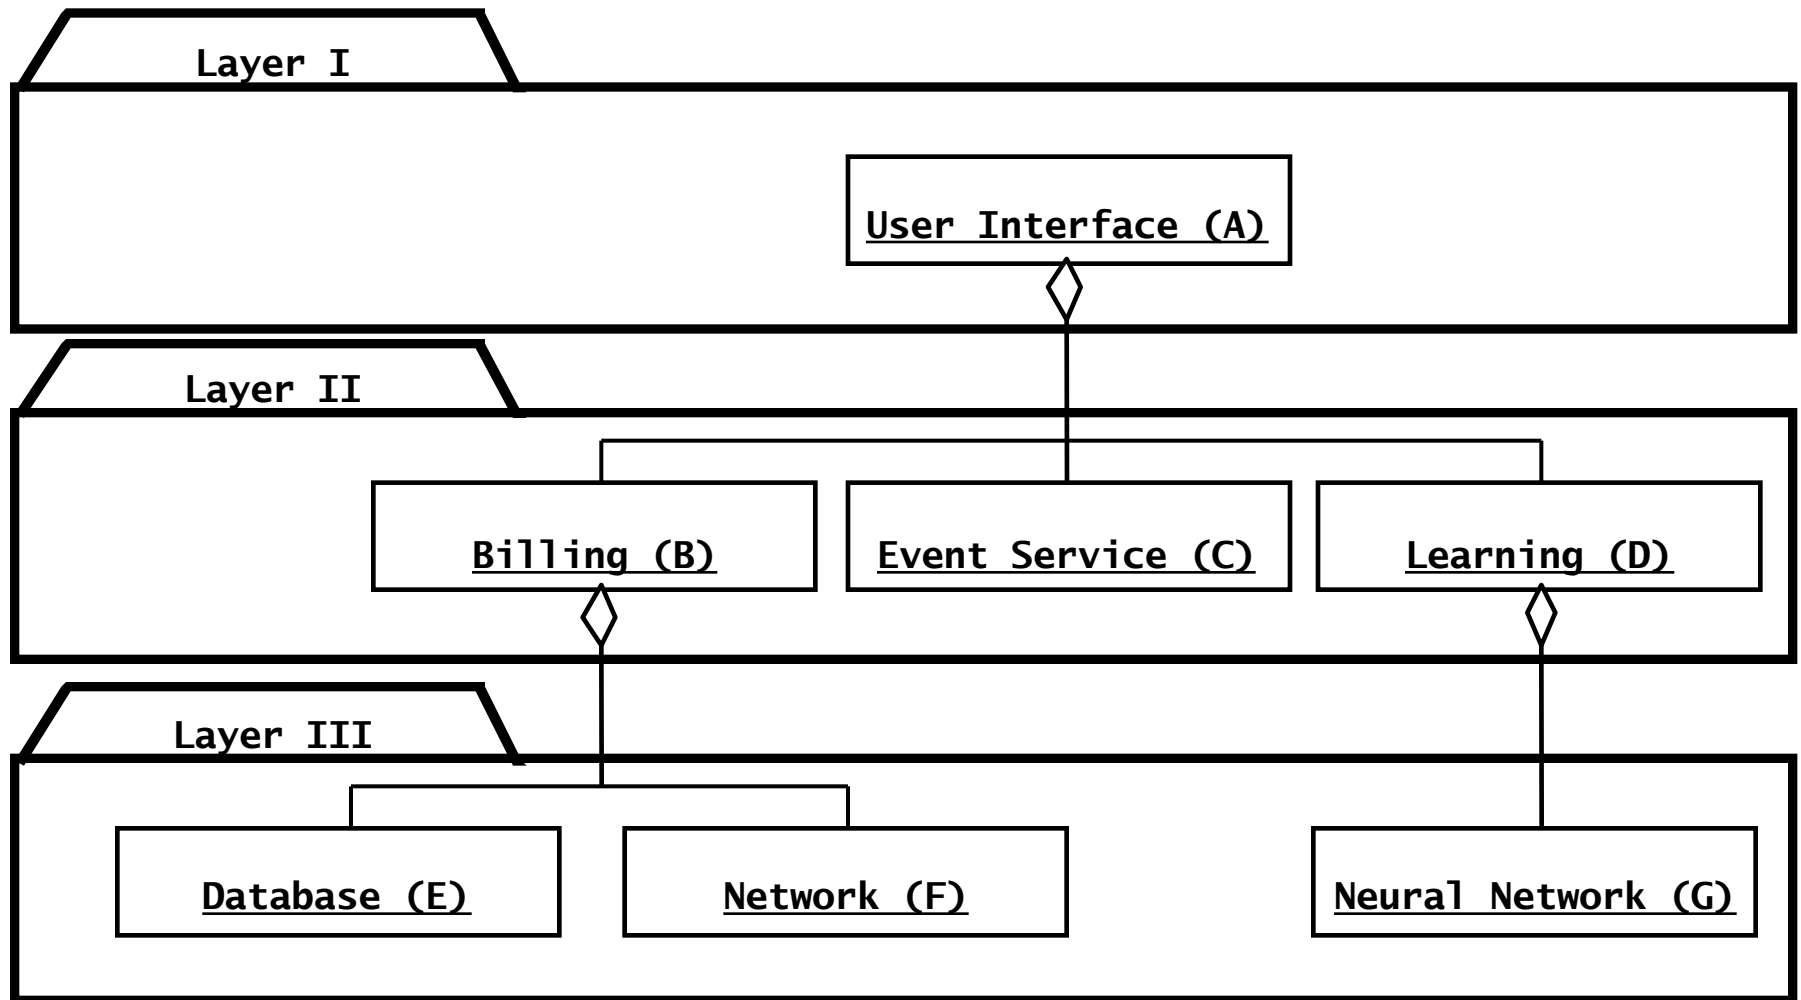 Layer I
User Interface (A)
Layer II
Billing (B)
Event Service (C)
Learning (D)
Layer III
Database (E)
Network (F)
Neural Network (G)